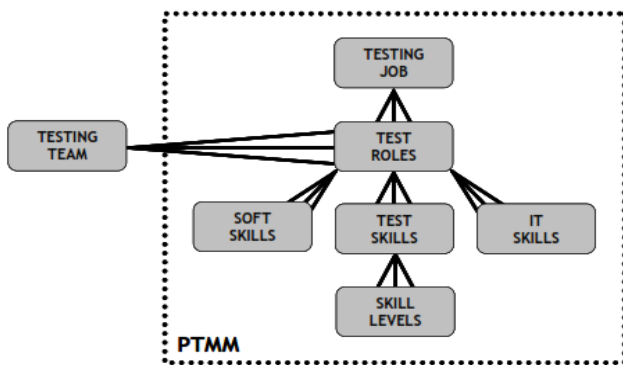 TESTING
JOB
TESTING
TEAM
TEST
ROLES
SOFT
SKILLS
TEST
SKILLS
IT
SKILLS
SKILL
LEVELS
PTMM